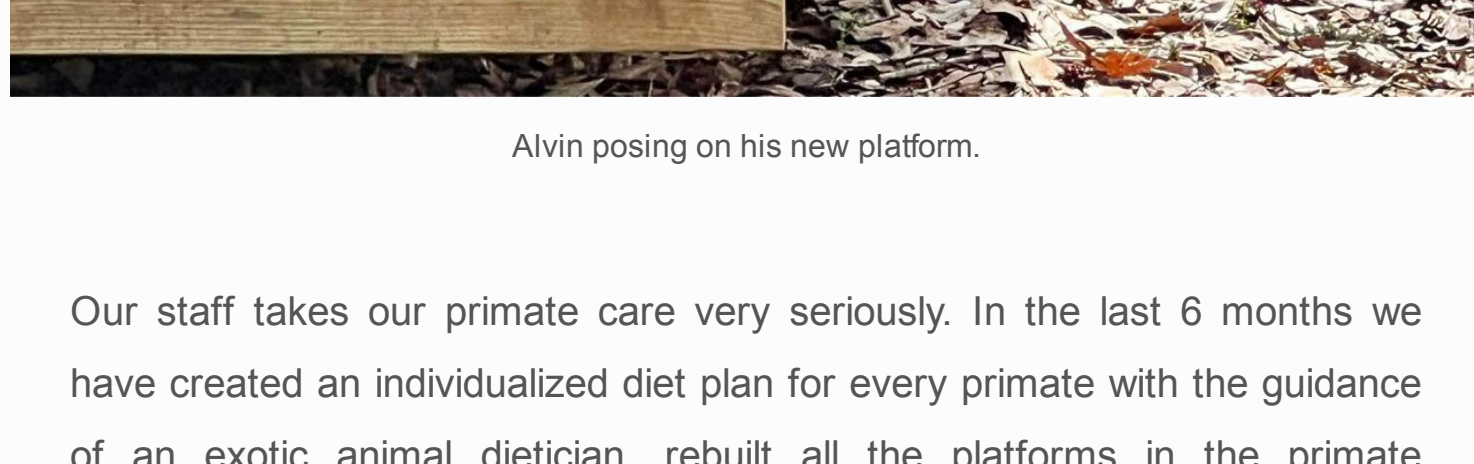 Alvin posing on his new platform.
Our staff takes our primate care very seriously. In the last 6 months we
have created an individualized diet plan for every primate with the guidance
of an exotic animal dietician, rebuilt all the platforms in the primate